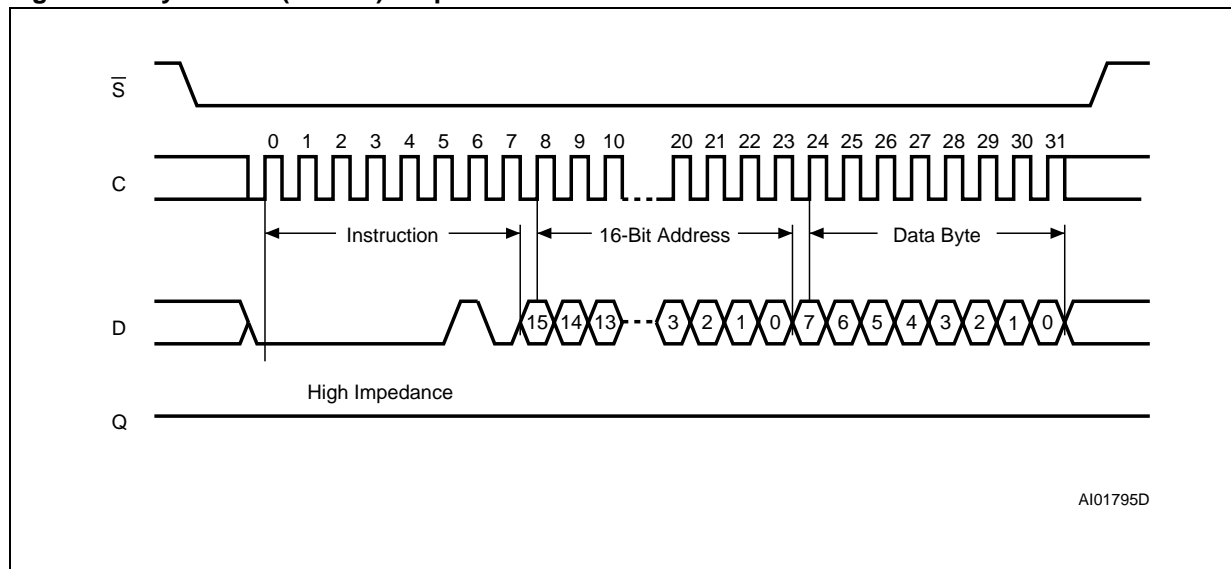 S
0 1 2 3 4 5 6 7 8 9 10 20 21 22 23 24 25 26 27 28 29 30 31
C
Instruction 16-Bit Address Data Byte
D 15 14 13 3 2 1 0 7 6 5 4 3 2 1 0
High Impedance
Q
AI01795D